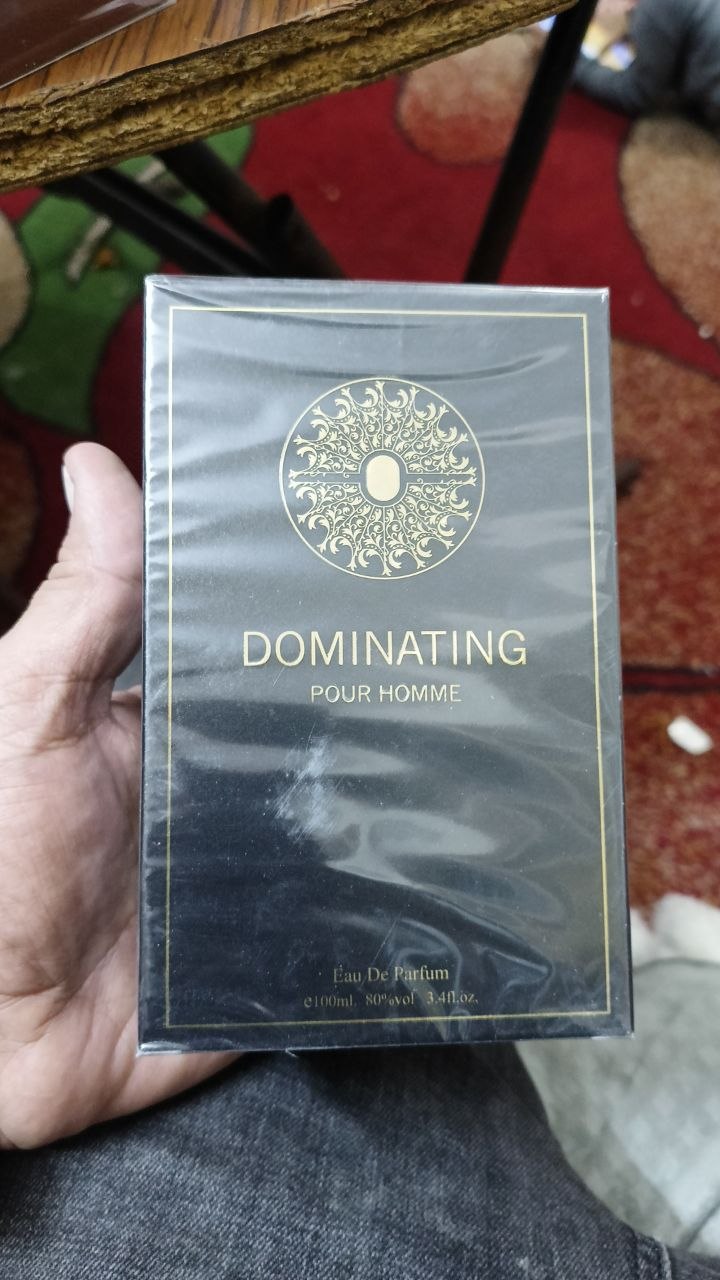 DOMINATING
POUR HOMME
Eau De Parfum
e100ml. 80%vol 3.4fl.oz.